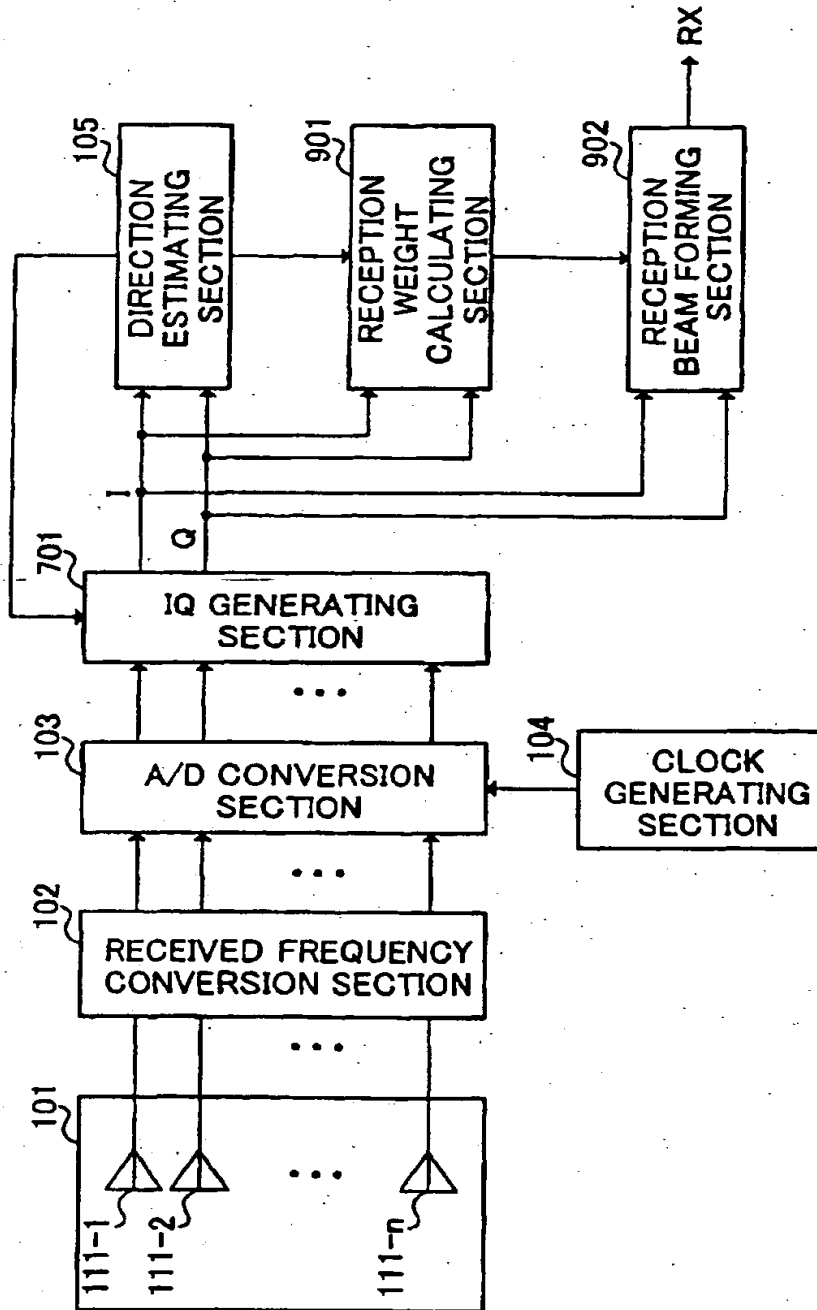 101
111-1
111-2
111-n
102
RECEIVED FREQUENCY
CONVERSION SECTION
103
A/D CONVERSION
SECTION
104
CLOCK
GENERATING
SECTION
701
IQ GENERATING
SECTION
I
Q
105
DIRECTION
ESTIMATING
SECTION
901
RECEPTION
WEIGHT
CALCULATING
SECTION
902
RECEPTION
BEAM FORMING
SECTION
RX